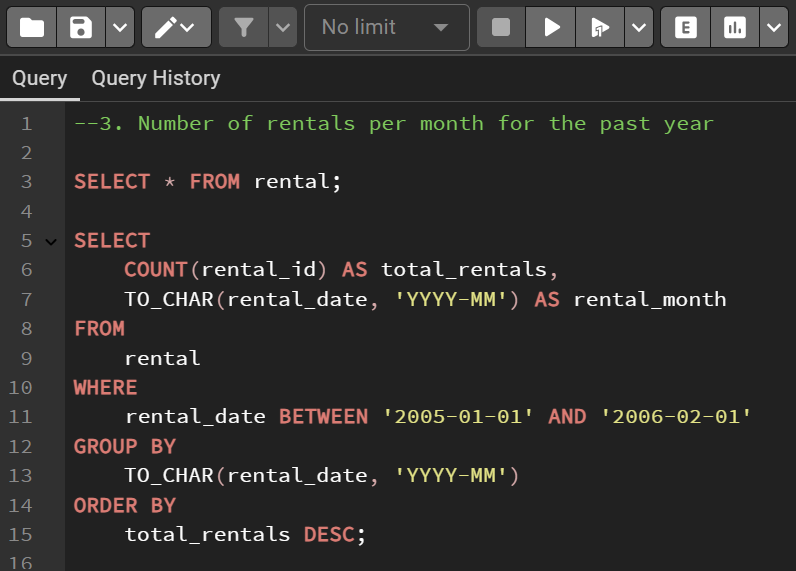 No limit
E
Query Query History
1 --3. Number of rentals per month for the past year
2
3 SELECT * FROM rental;
4
5 SELECT
6     COUNT(rental_id) AS total_rentals,
7     TO_CHAR(rental_date, 'YYYY-MM') AS rental_month
8 FROM
9     rental
10 WHERE
11     rental_date BETWEEN '2005-01-01' AND '2006-02-01'
12 GROUP BY
13     TO_CHAR(rental_date, 'YYYY-MM')
14 ORDER BY
15     total_rentals DESC;
16